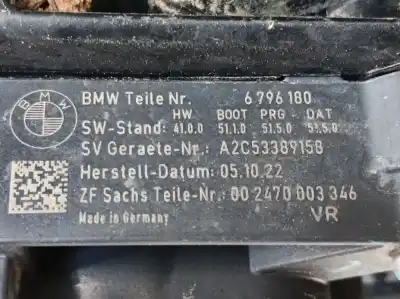 BMW Teile Nr. 6 796 180
HW BOOT PRG - DAT
SW-Stand: 41.0.0 51.1.0 51.5.0 51.5.0
SV Geraete-Nr.: A2C53389158
Herstell-Datum: 05.10.22
ZF Sachs Teile-Nr.: 00 2470 003 346
Made in Germany VR